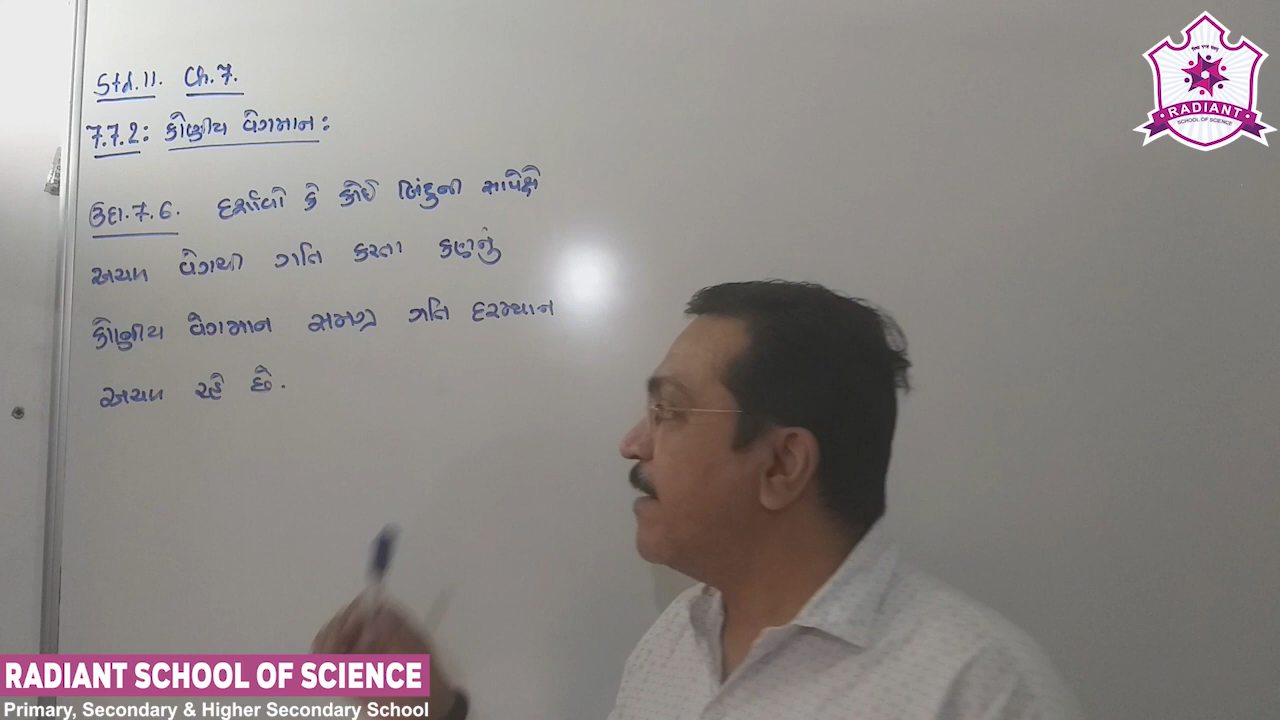 Std. 11. Ch. 7.
7.7.2 : કોણીય વેગમાન :
ઉદા. 7.6. દર્શાવો કે કોઈ બિંદુની સાપેક્ષે
અચળ વેગથી ગતિ કરતા કણનું
કોણીય વેગમાન સમગ્ર ગતિ દરમ્યાન
અચળ રહે છે.
RADIANT
SCHOOL OF SCIENCE
RADIANT SCHOOL OF SCIENCE
Primary, Secondary & Higher Secondary School